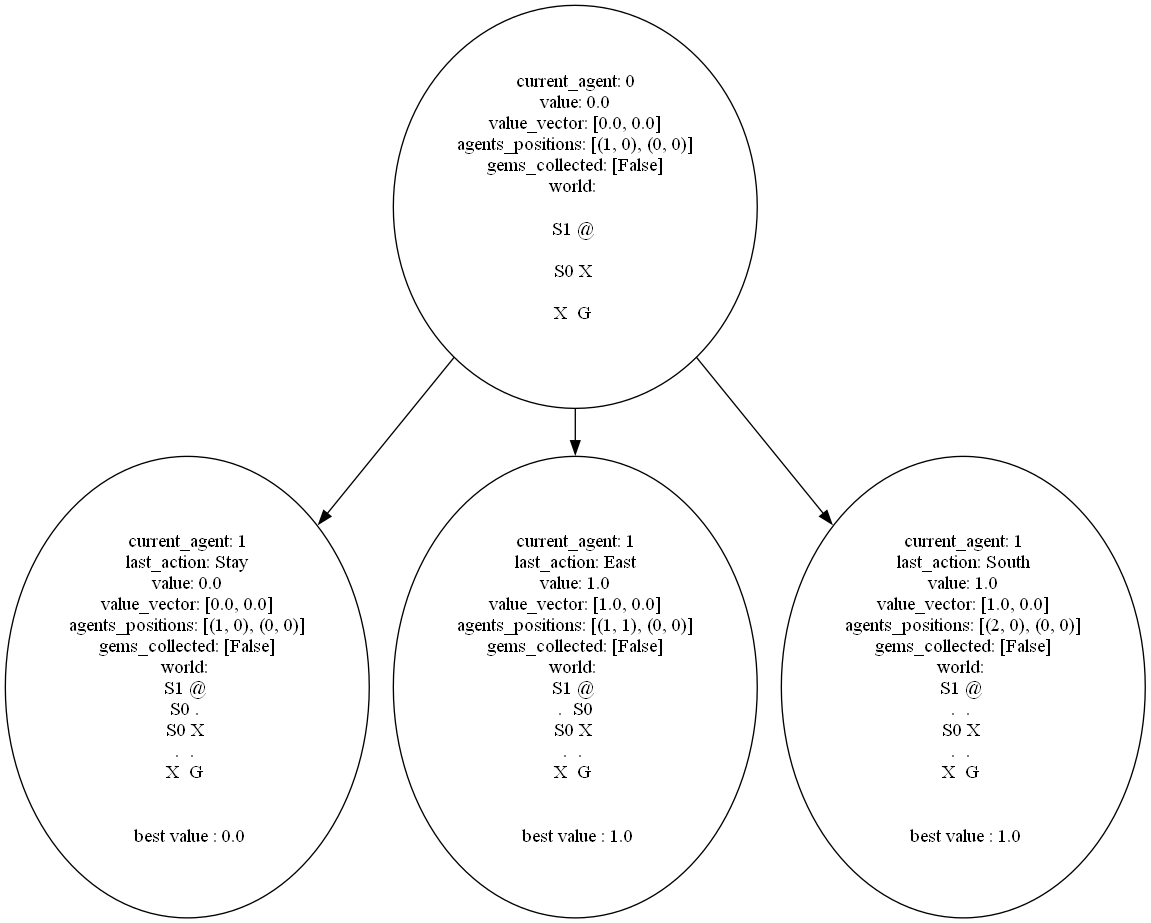 current_agent: 0
value: 0.0
value_vector: [0.0, 0.0]
agents_positions: [(1, 0), (0, 0)]
gems_collected: [False]
world:
S1 @
S0 X
X G
current_agent: 1
last_action: Stay
value: 0.0
value_vector: [0.0, 0.0]
agents_positions: [(1, 0), (0, 0)]
gems_collected: [False]
world:
S1 @
S0 .
S0 X
. .
X G
best value : 0.0
current_agent: 1
last_action: East
value: 1.0
value_vector: [1.0, 0.0]
agents_positions: [(1, 1), (0, 0)]
gems_collected: [False]
world:
S1 @
. S0
S0 X
. .
X G
best value : 1.0
current_agent: 1
last_action: South
value: 1.0
value_vector: [1.0, 0.0]
agents_positions: [(2, 0), (0, 0)]
gems_collected: [False]
world:
S1 @
. .
S0 X
. .
X G
best value : 1.0